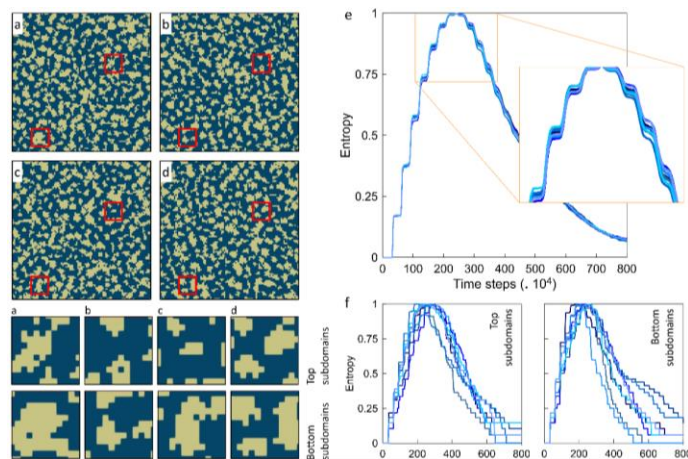 a
b
c
d
a
b
c
d
Top
subdomains
Bottom
subdomains
e
1
0.75
0.5
0.25
0
Entropy
0 100 200 300 400 500 600 700 800
Time steps (. 10⁴)
f
1
0.75
0.5
0.25
0
Entropy
Top
subdomains
0 200 400 600 800
Bottom
subdomains
0 200 400 600 800